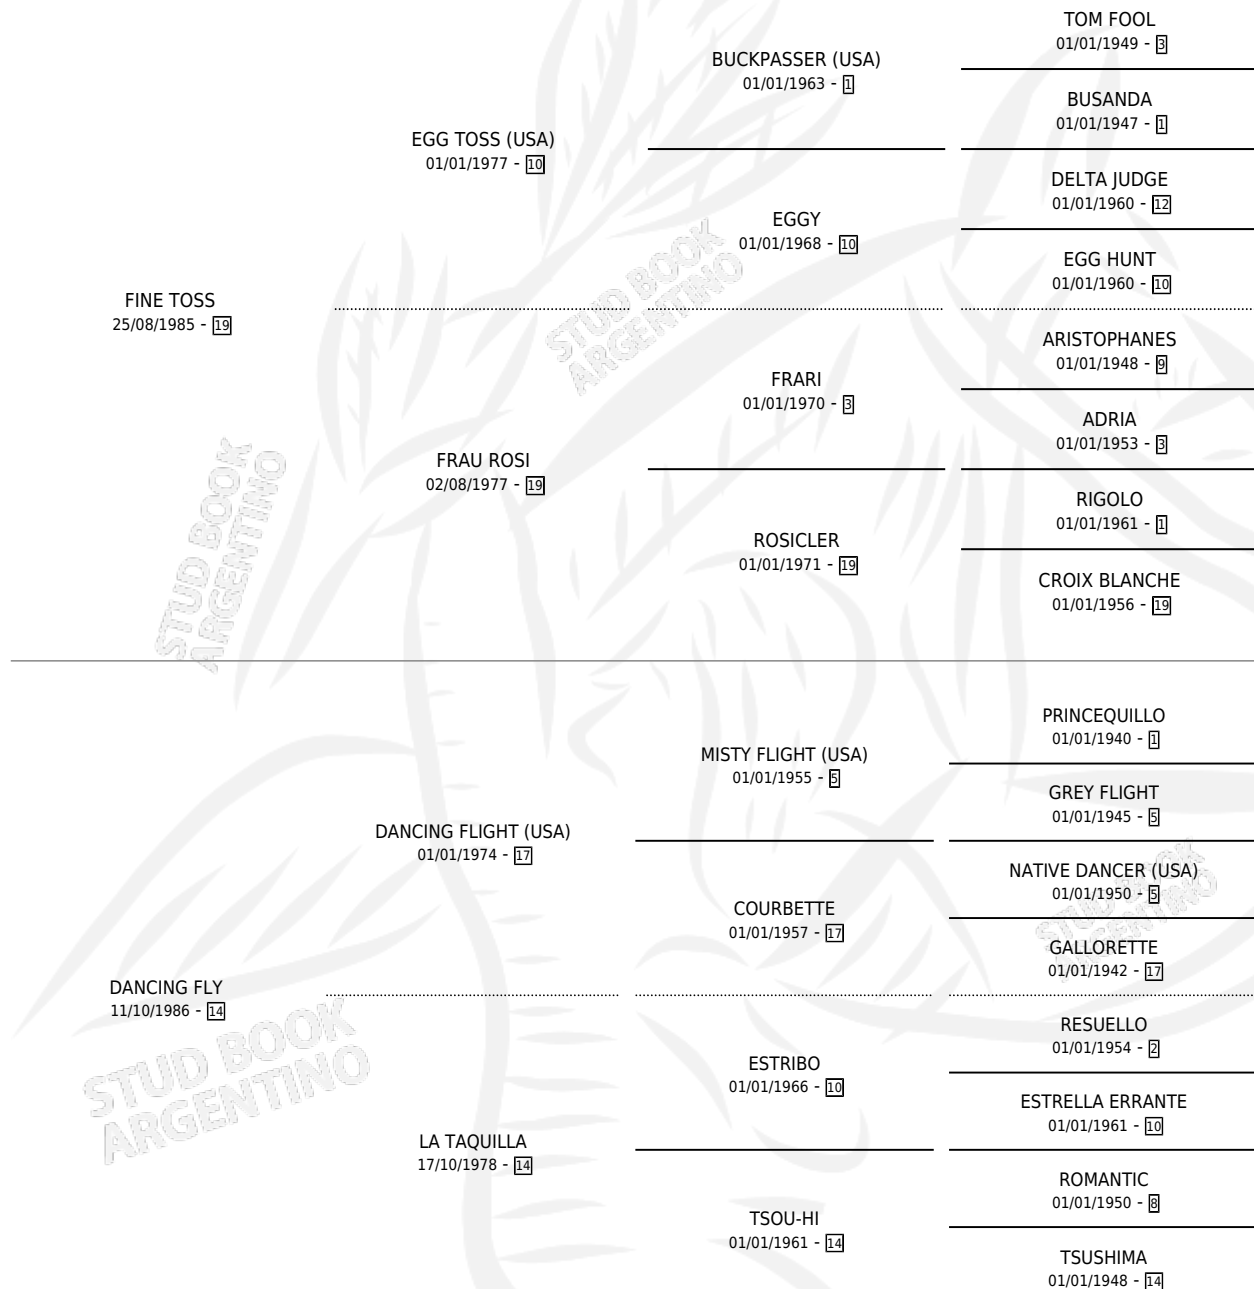 TOM FOOL
01/01/1949 - 3
BUCKPASSER (USA)
01/01/1963 - 1
BUSANDA
01/01/1947 - 1
EGG TOSS (USA)
01/01/1977 - 10
DELTA JUDGE
01/01/1960 - 12
EGGY
01/01/1968 - 10
EGG HUNT
01/01/1960 - 10
FINE TOSS
25/08/1985 - 19
STUD BOOK
ARGENTINO
ARISTOPHANES
01/01/1948 - 9
FRARI
01/01/1970 - 3
ADRIA
01/01/1953 - 3
FRAU ROSI
02/08/1977 - 19
RIGOLO
01/01/1961 - 1
ROSICLER
01/01/1971 - 19
CROIX BLANCHE
01/01/1956 - 19
STUD BOOK
ARGENTINO
PRINCEQUILLO
01/01/1940 - 1
MISTY FLIGHT (USA)
01/01/1955 - 5
GREY FLIGHT
01/01/1945 - 5
DANCING FLIGHT (USA)
01/01/1974 - 17
NATIVE DANCER (USA)
01/01/1950 - 5
COURBETTE
01/01/1957 - 17
GALLORETTE
01/01/1942 - 17
STUD BOOK
ARGENTINO
DANCING FLY
11/10/1986 - 14
RESUELLO
01/01/1954 - 2
ESTRIBO
01/01/1966 - 10
ESTRELLA ERRANTE
01/01/1961 - 10
STUD BOOK
ARGENTINO
LA TAQUILLA
17/10/1978 - 14
ROMANTIC
01/01/1950 - 8
TSOU-HI
01/01/1961 - 14
TSUSHIMA
01/01/1948 - 14